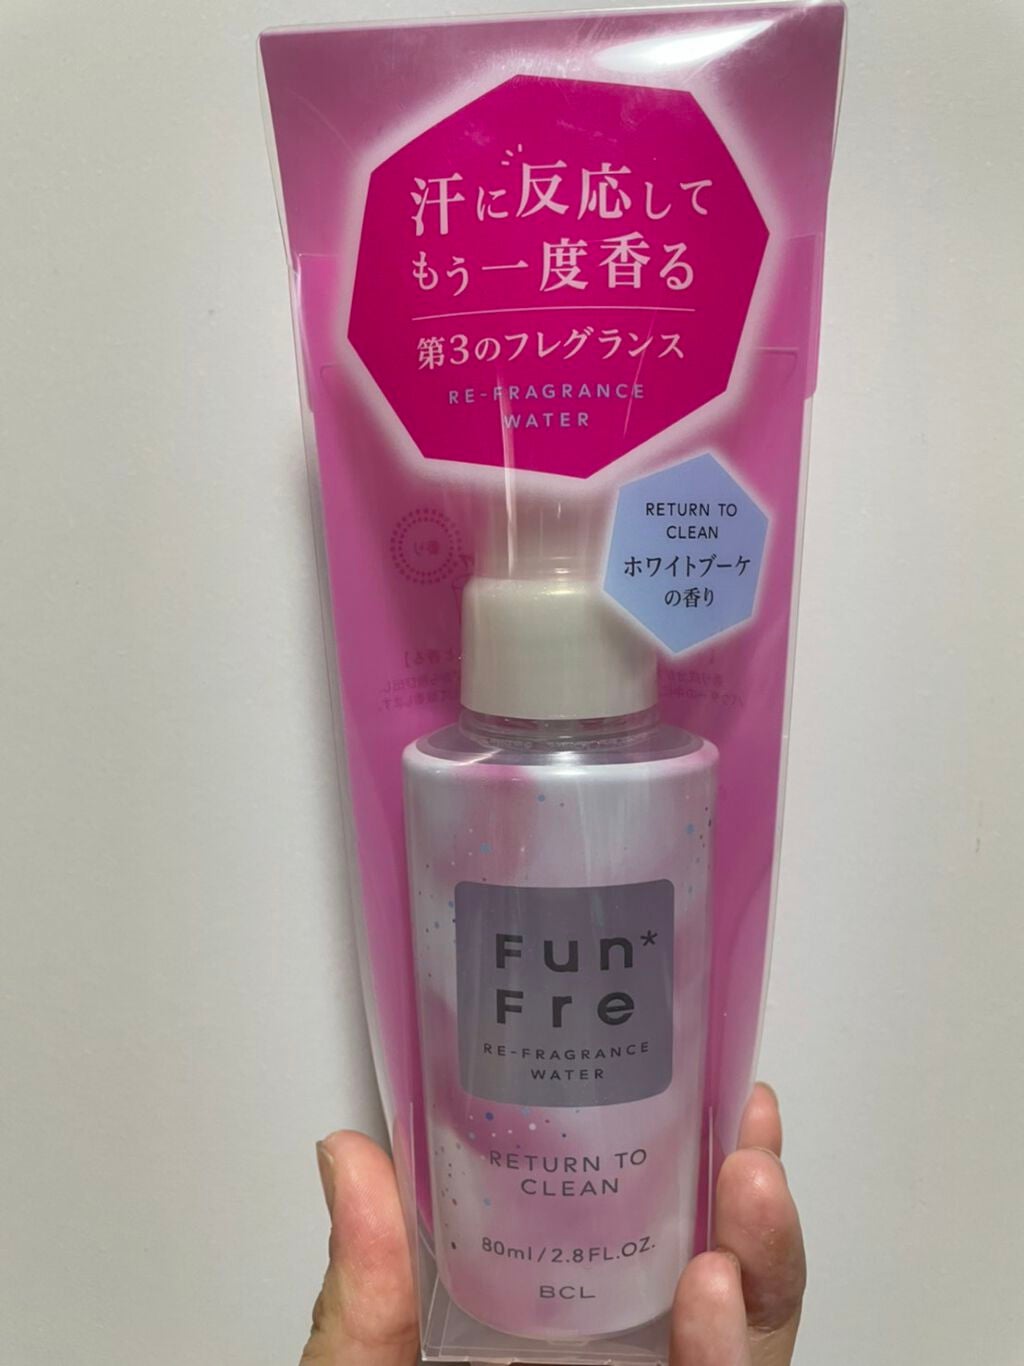 汗に反応して
もう一度香る
第3のフレグランス
RE-FRAGRANCE
WATER
RETURN TO
CLEAN
ホワイトブーケ
の香り
Fun*
Fre
RE-FRAGRANCE
WATER
RETURN TO
CLEAN
80ml/2.8FL.OZ.
BCL